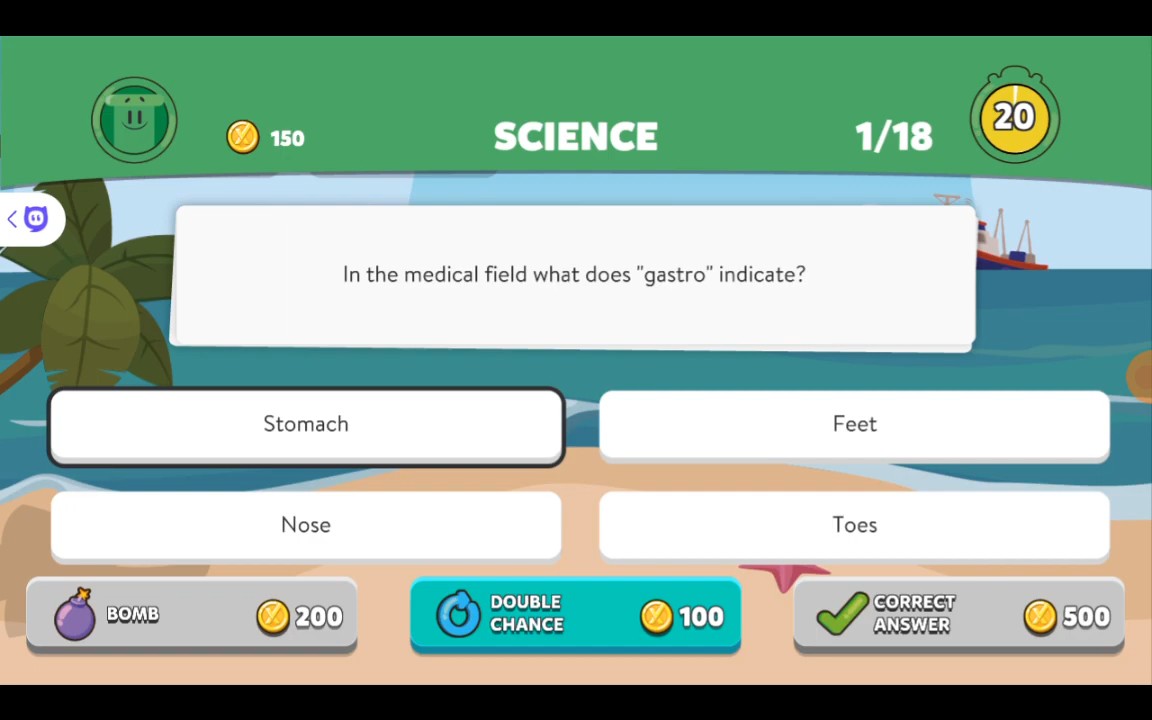 150
SCIENCE
1/18
20
In the medical field what does "gastro" indicate?
Stomach
Feet
Nose
Toes
BOMB
200
DOUBLE
CHANCE
100
CORRECT
ANSWER
500